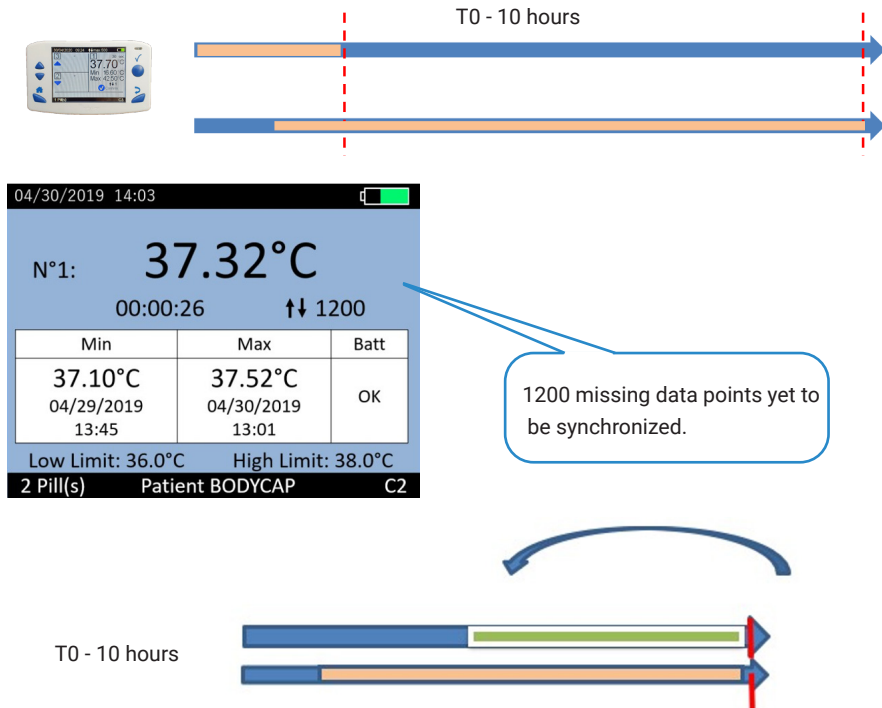 T0 - 10 hours
37.70
04/30/2019 14:03
N°1: 37.32°C
00:00:26 1200
Min Max Batt
37.10°C 37.52°C OK
04/29/2019 04/30/2019
13:45 13:01
Low Limit: 36.0°C High Limit: 38.0°C
2 Pill(s) Patient BODYCAP C2
1200 missing data points yet to
be synchronized.
T0 - 10 hours